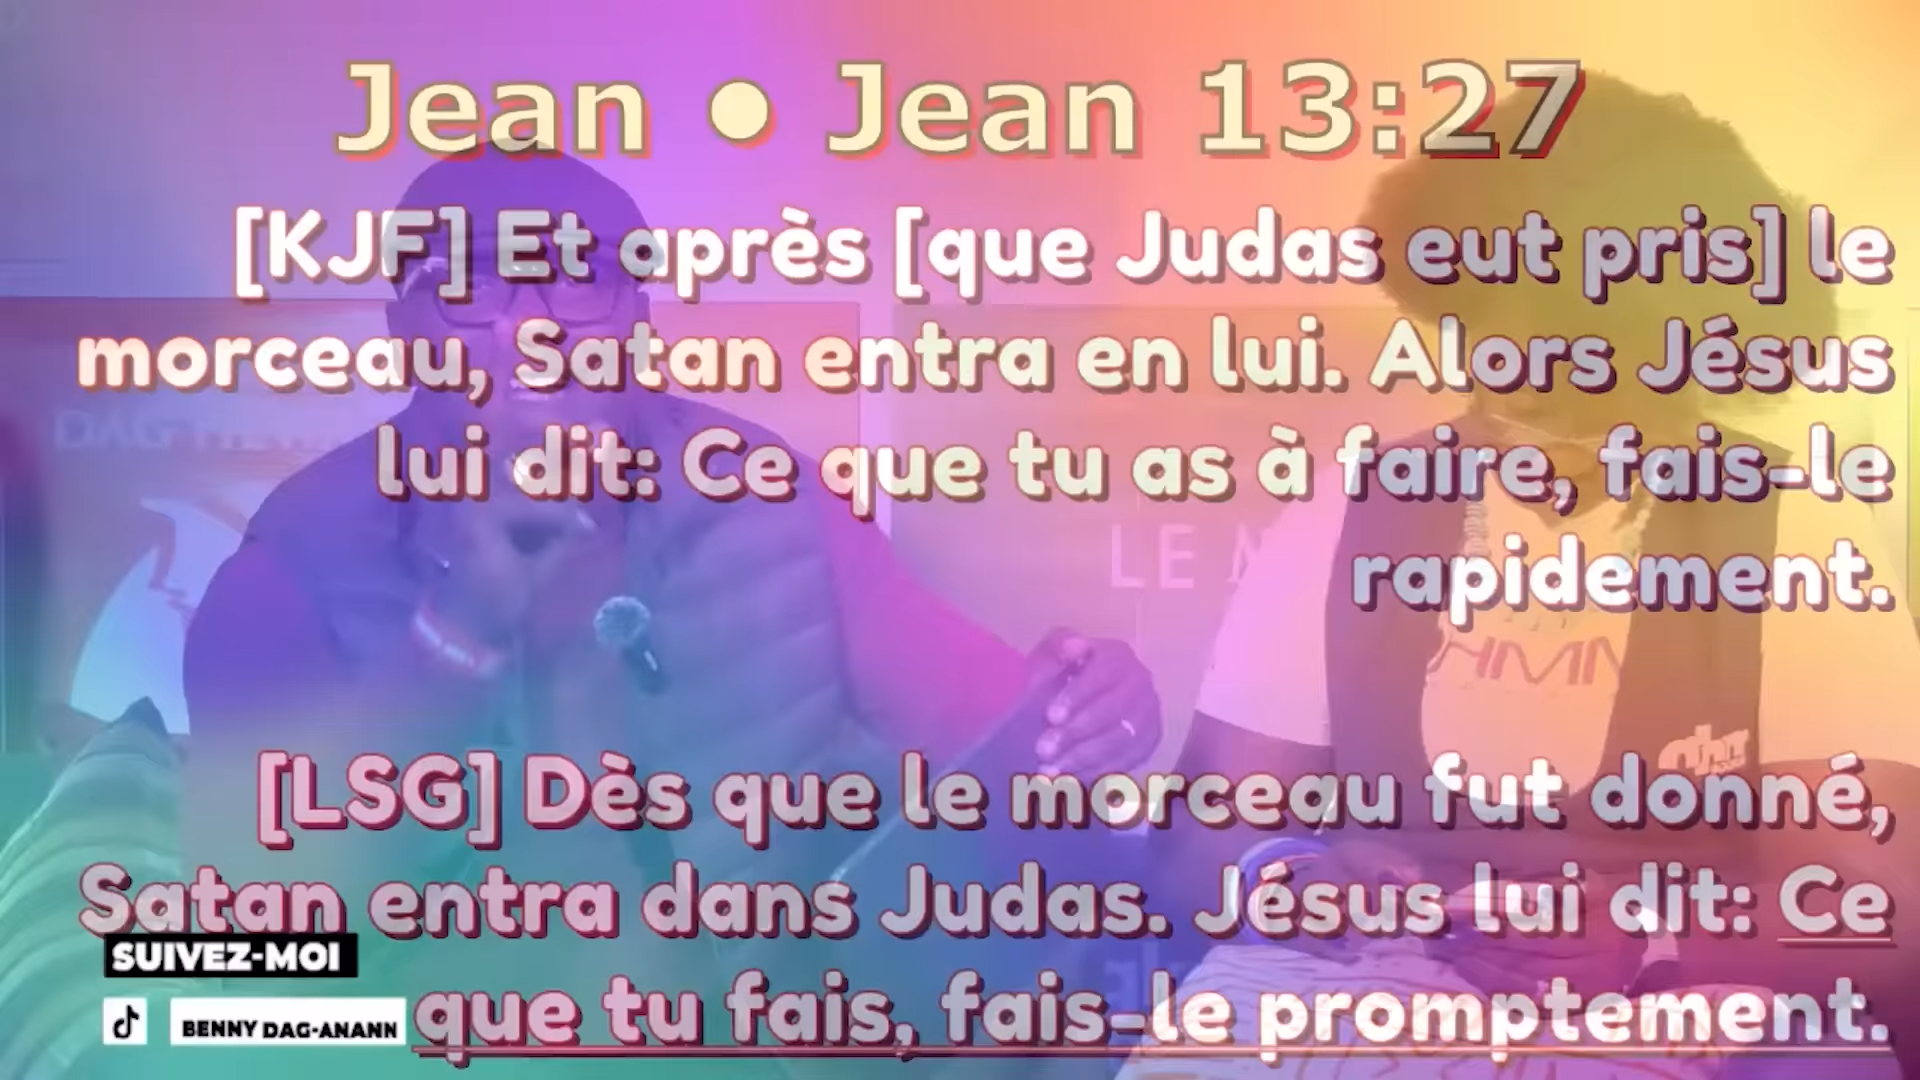 Jean • Jean 13:27
[KJF] Et après [que Judas eut pris] le
morceau, Satan entra en lui. Alors Jésus
lui dit: Ce que tu as à faire, fais-le
rapidement.
LE
[LSG] Dès que le morceau fut donné,
Satan entra dans Judas. Jésus lui dit: Ce
que tu fais, fais-le promptement.
SUIVEZ-MOI
BENNY DAG-ANANN